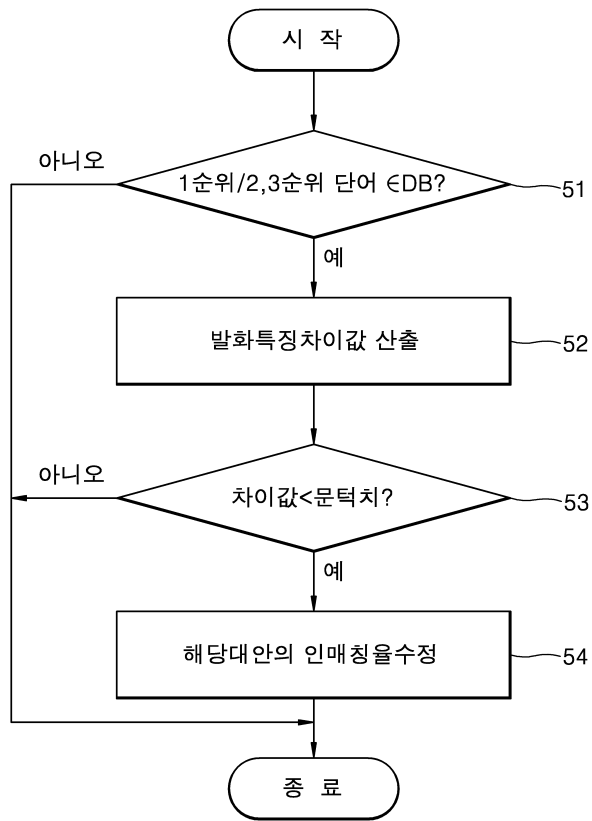 시 작
아니오
1순위/2,3순위 단어 ∈DB?
51
예
발화특징차이값 산출
52
아니오
차이값<문턱치?
53
예
해당대안의 인매칭율수정
54
종 료